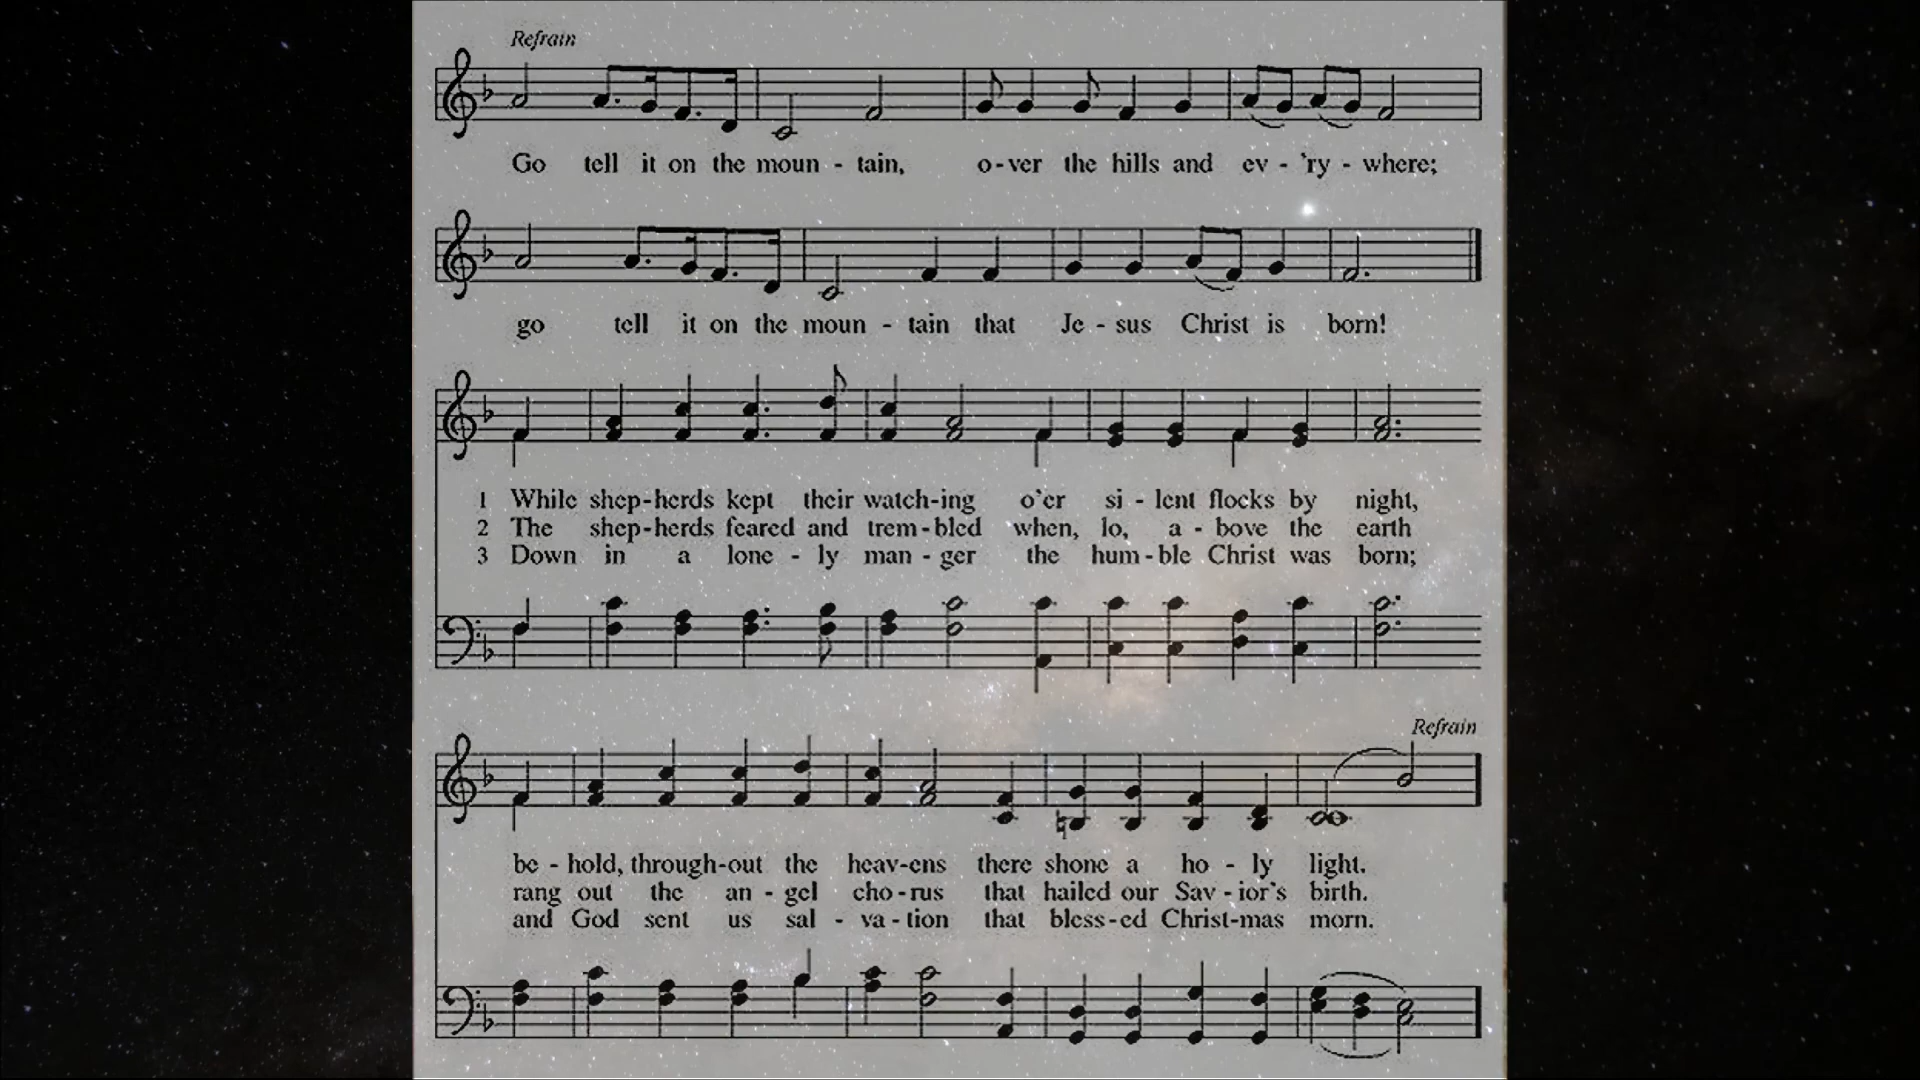 Refrain
Go tell it on the moun - tain, o - ver the hills and ev - 'ry - where;
go tell it on the moun - tain that Je - sus Christ is born!
1 While shep - herds kept their watch - ing o'er si - lent flocks by night,
2 The shep - herds feared and trem - bled when, lo, a - bove the earth
3 Down in a lone - ly man - ger the hum - ble Christ was born;
Refrain
be - hold, through - out the heav - ens there shone a ho - ly light.
rang out the an - gel cho - rus that hailed our Sav - ior's birth.
and God sent us sal - va - tion that bless - ed Christ - mas morn.